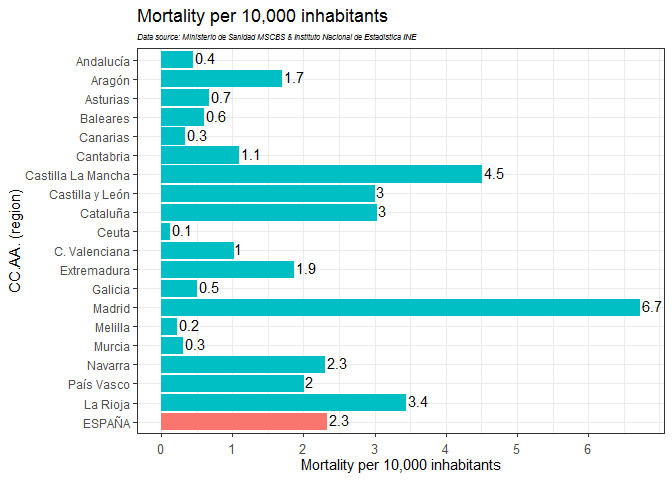 Mortality per 10,000 inhabitants
Data source: Ministerio de Sanidad MSCBS & Instituto Nacional de Estadística INE
CC.AA. (region)
Andalucía 0.4
Aragón 1.7
Asturias 0.7
Baleares 0.6
Canarias 0.3
Cantabria 1.1
Castilla La Mancha 4.5
Castilla y León 3
Cataluña 3
Ceuta 0.1
C. Valenciana 1
Extremadura 1.9
Galicia 0.5
Madrid 6.7
Melilla 0.2
Murcia 0.3
Navarra 2.3
País Vasco 2
La Rioja 3.4
ESPAÑA 2.3
0 1 2 3 4 5 6
Mortality per 10,000 inhabitants